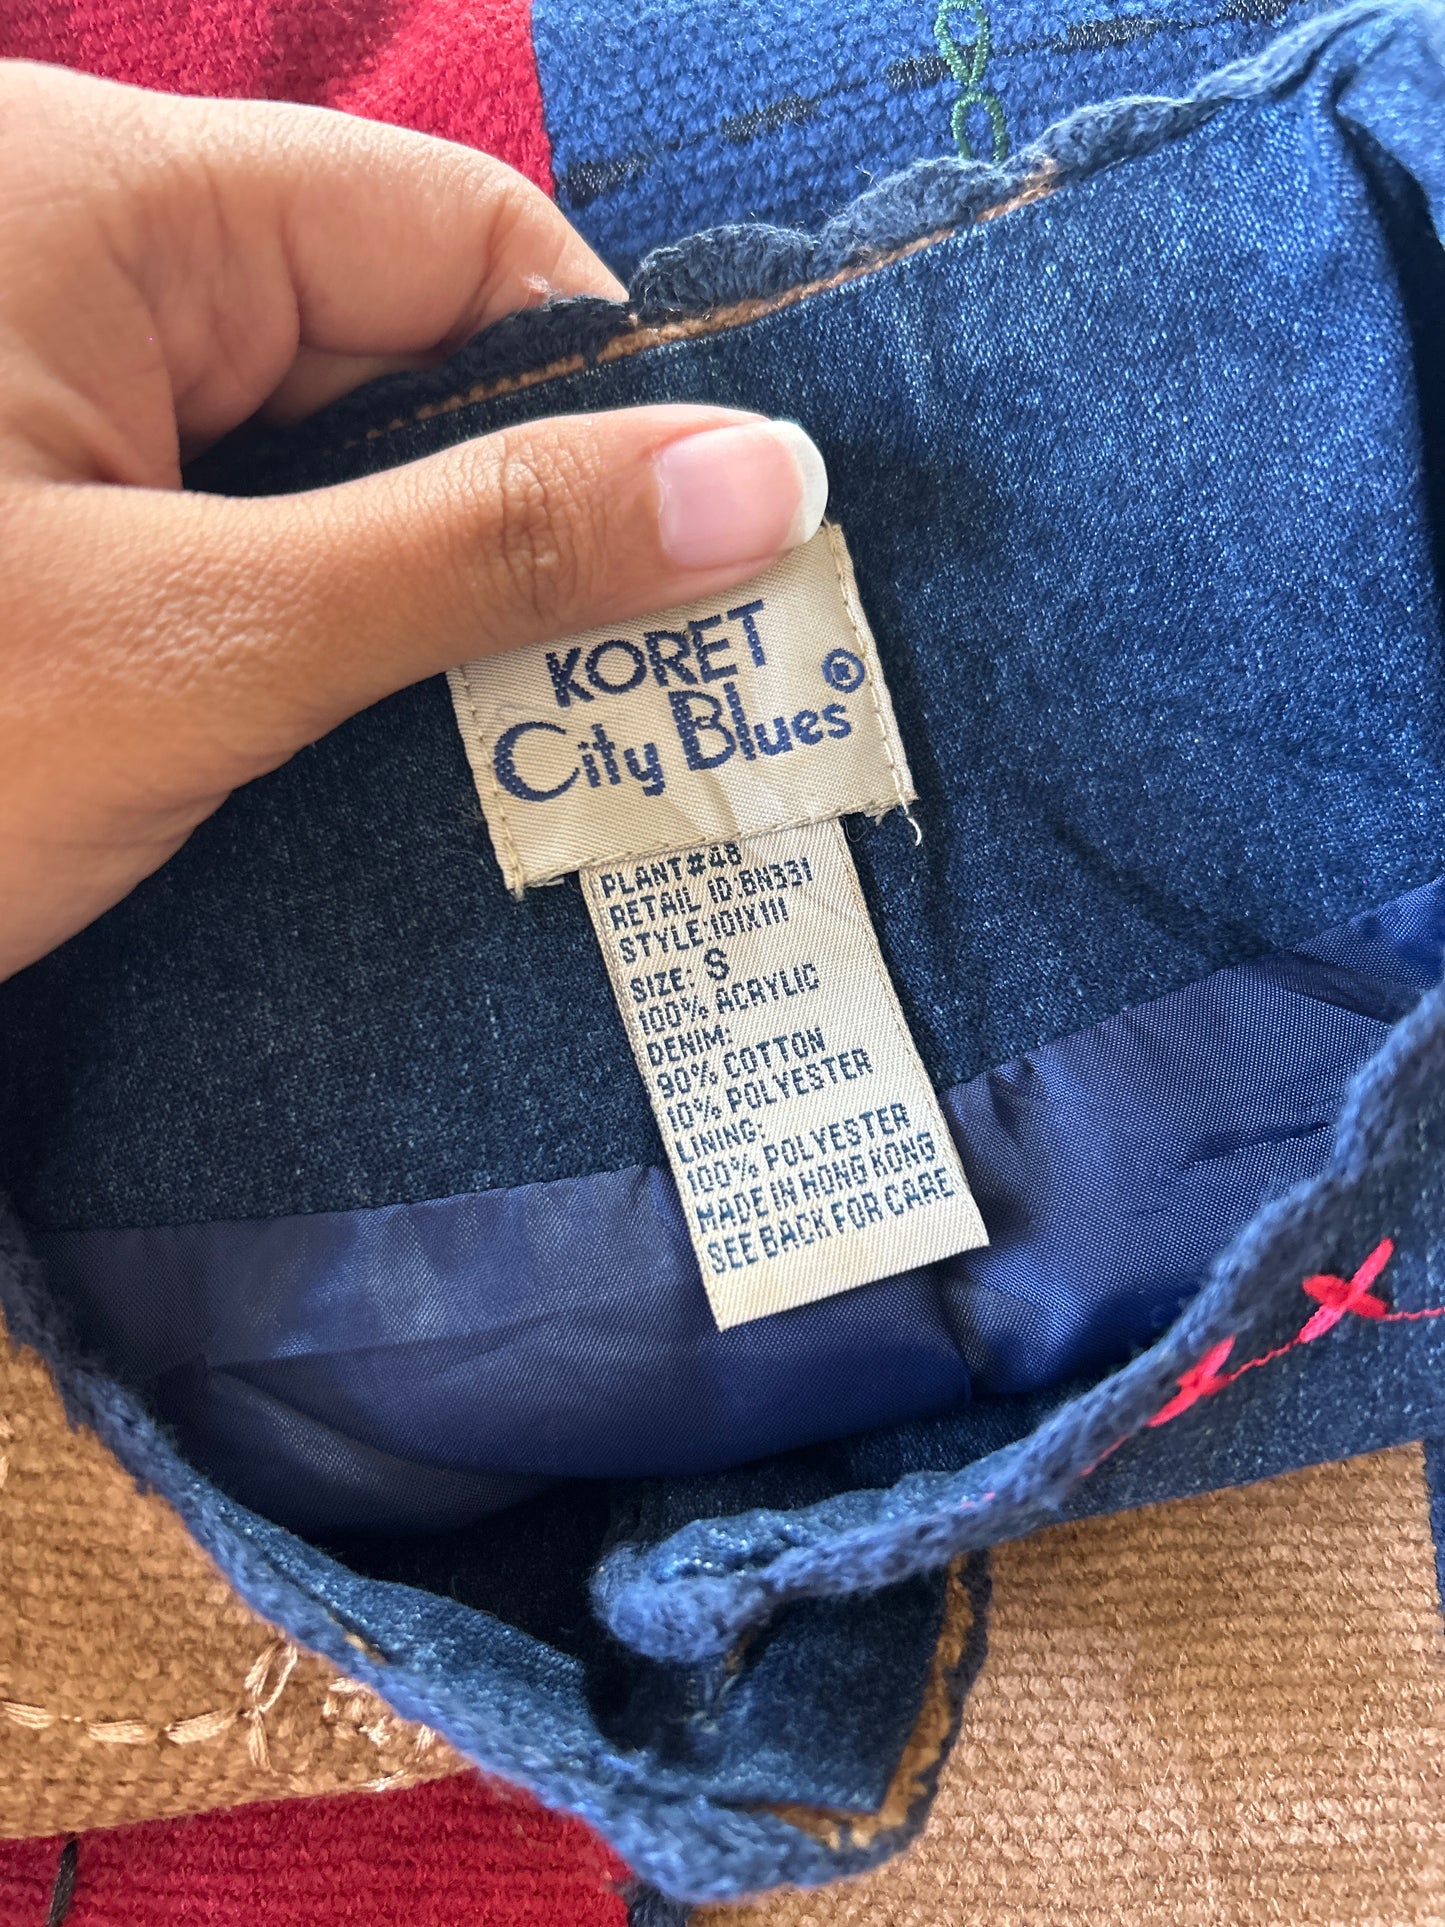 KORET
City Blues ®
PLANT#48
RETAIL ID:BN331
STYLE:101X111
SIZE: S
100% ACRYLIC
DENIM:
90% COTTON
10% POLYESTER
LINING:
100% POLYESTER
MADE IN HONG KONG
SEE BACK FOR CARE